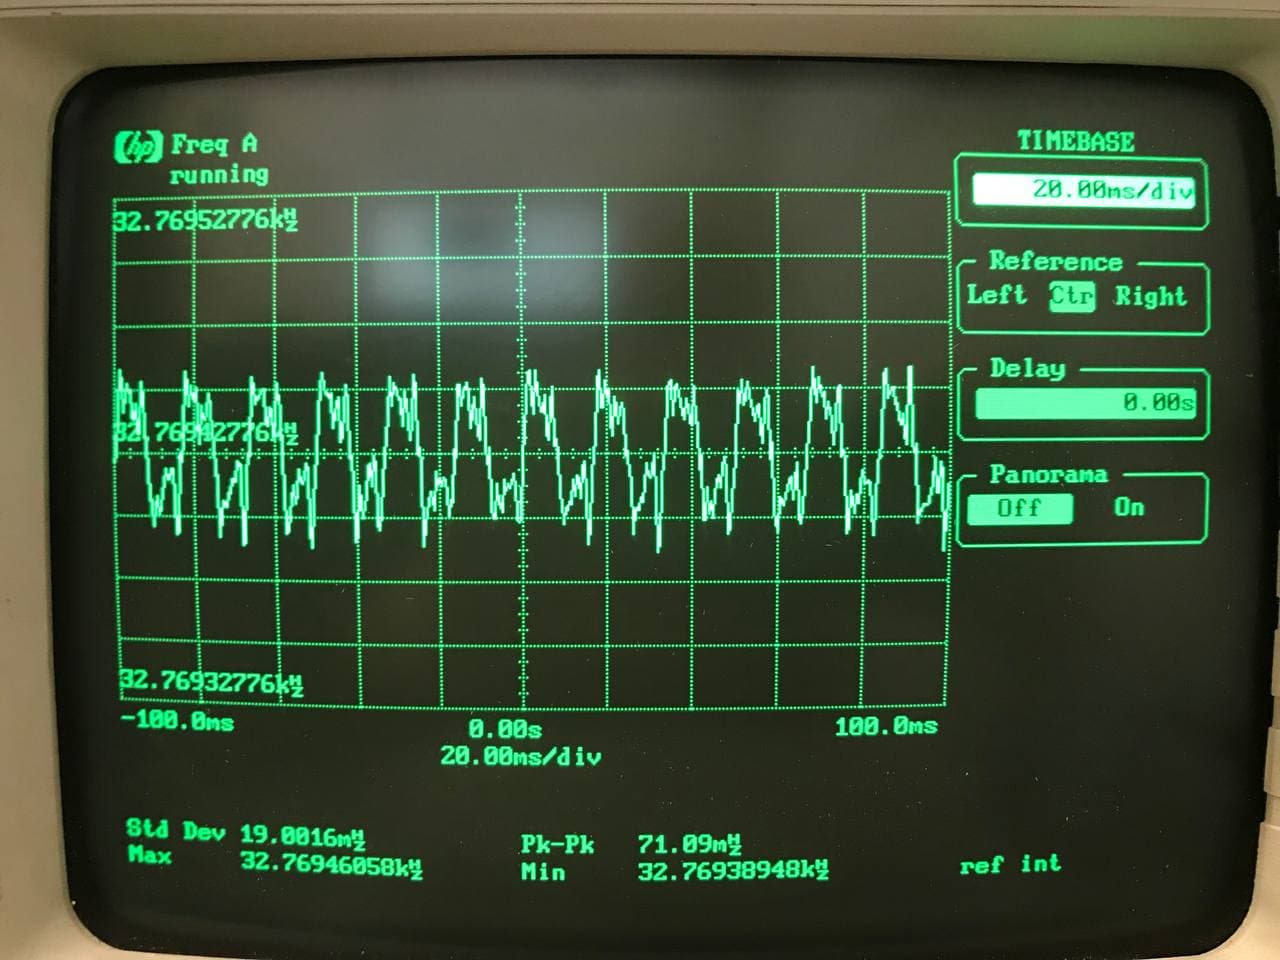 hp Freq A
running
32.76952776kHz
32.76942776kHz
32.76932776kHz
-100.0ms
0.00s
100.0ms
20.00ms/div
Std Dev 19.0016mHz
Pk-Pk 71.09mHz
Max 32.76946058kHz
Min 32.76938948kHz
ref int
TIMEBASE
20.00ms/div
Reference
Left Ctr Right
Delay
0.00s
Panorama
Off On